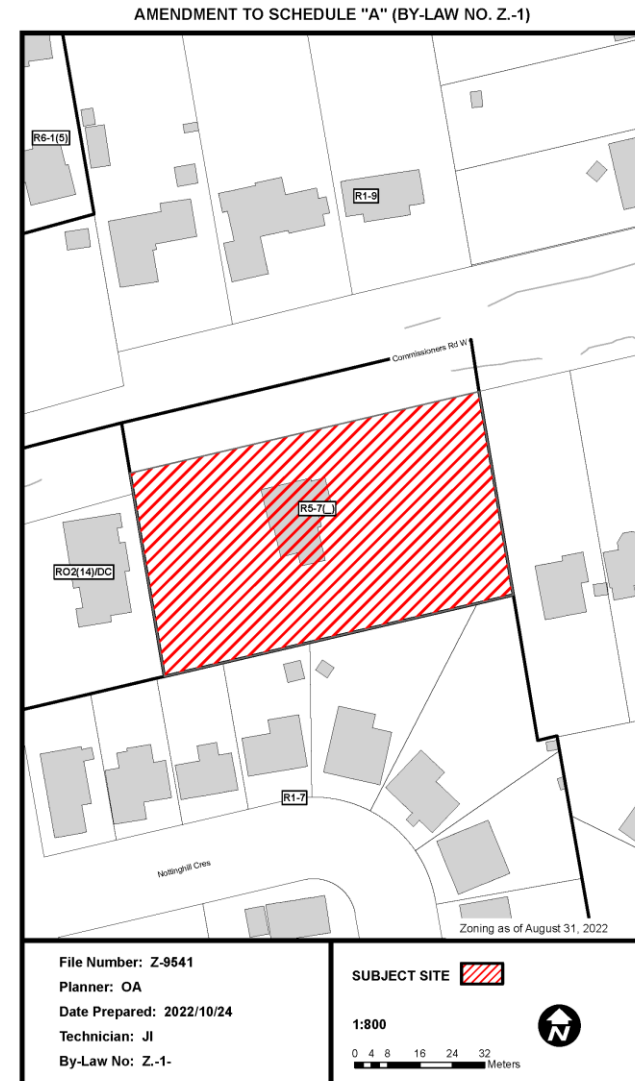 AMENDMENT TO SCHEDULE "A" (BY-LAW NO. Z.-1)
R6-1(5)
R1-9
Commissioners Rd W
R5-7(_)
RO2(14)/DC
R1-7
Nottinghill Cres
Zoning as of August 31, 2022
File Number: Z-9541
Planner: OA
Date Prepared: 2022/10/24
Technician: JI
By-Law No: Z.-1-
SUBJECT SITE
1:800
N
0 4 8 16 24 32
Meters